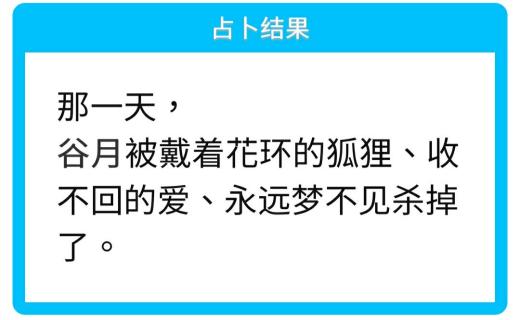 占卜结果
那一天，
谷月被戴着花环的狐狸、收
不回的爱、永远梦不见杀掉
了。